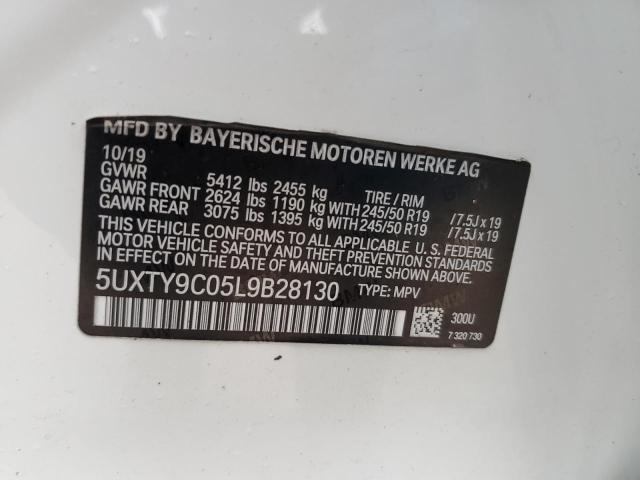 MFD BY BAYERISCHE MOTOREN WERKE AG
10/19
GVWR 5412 lbs 2455 kg TIRE / RIM
GAWR FRONT 2624 lbs 1190 kg WITH 245/50 R19 /7.5J x 19
GAWR REAR 3075 lbs 1395 kg WITH 245/50 R19 /7.5J x 19
THIS VEHICLE CONFORMS TO ALL APPLICABLE U. S. FEDERAL
MOTOR VEHICLE SAFETY AND THEFT PREVENTION STANDARDS
IN EFFECT ON THE DATE OF MANUFACTURE SHOWN ABOVE.
5UXTY9C05L9B28130 TYPE: MPV
300U
7 320 730